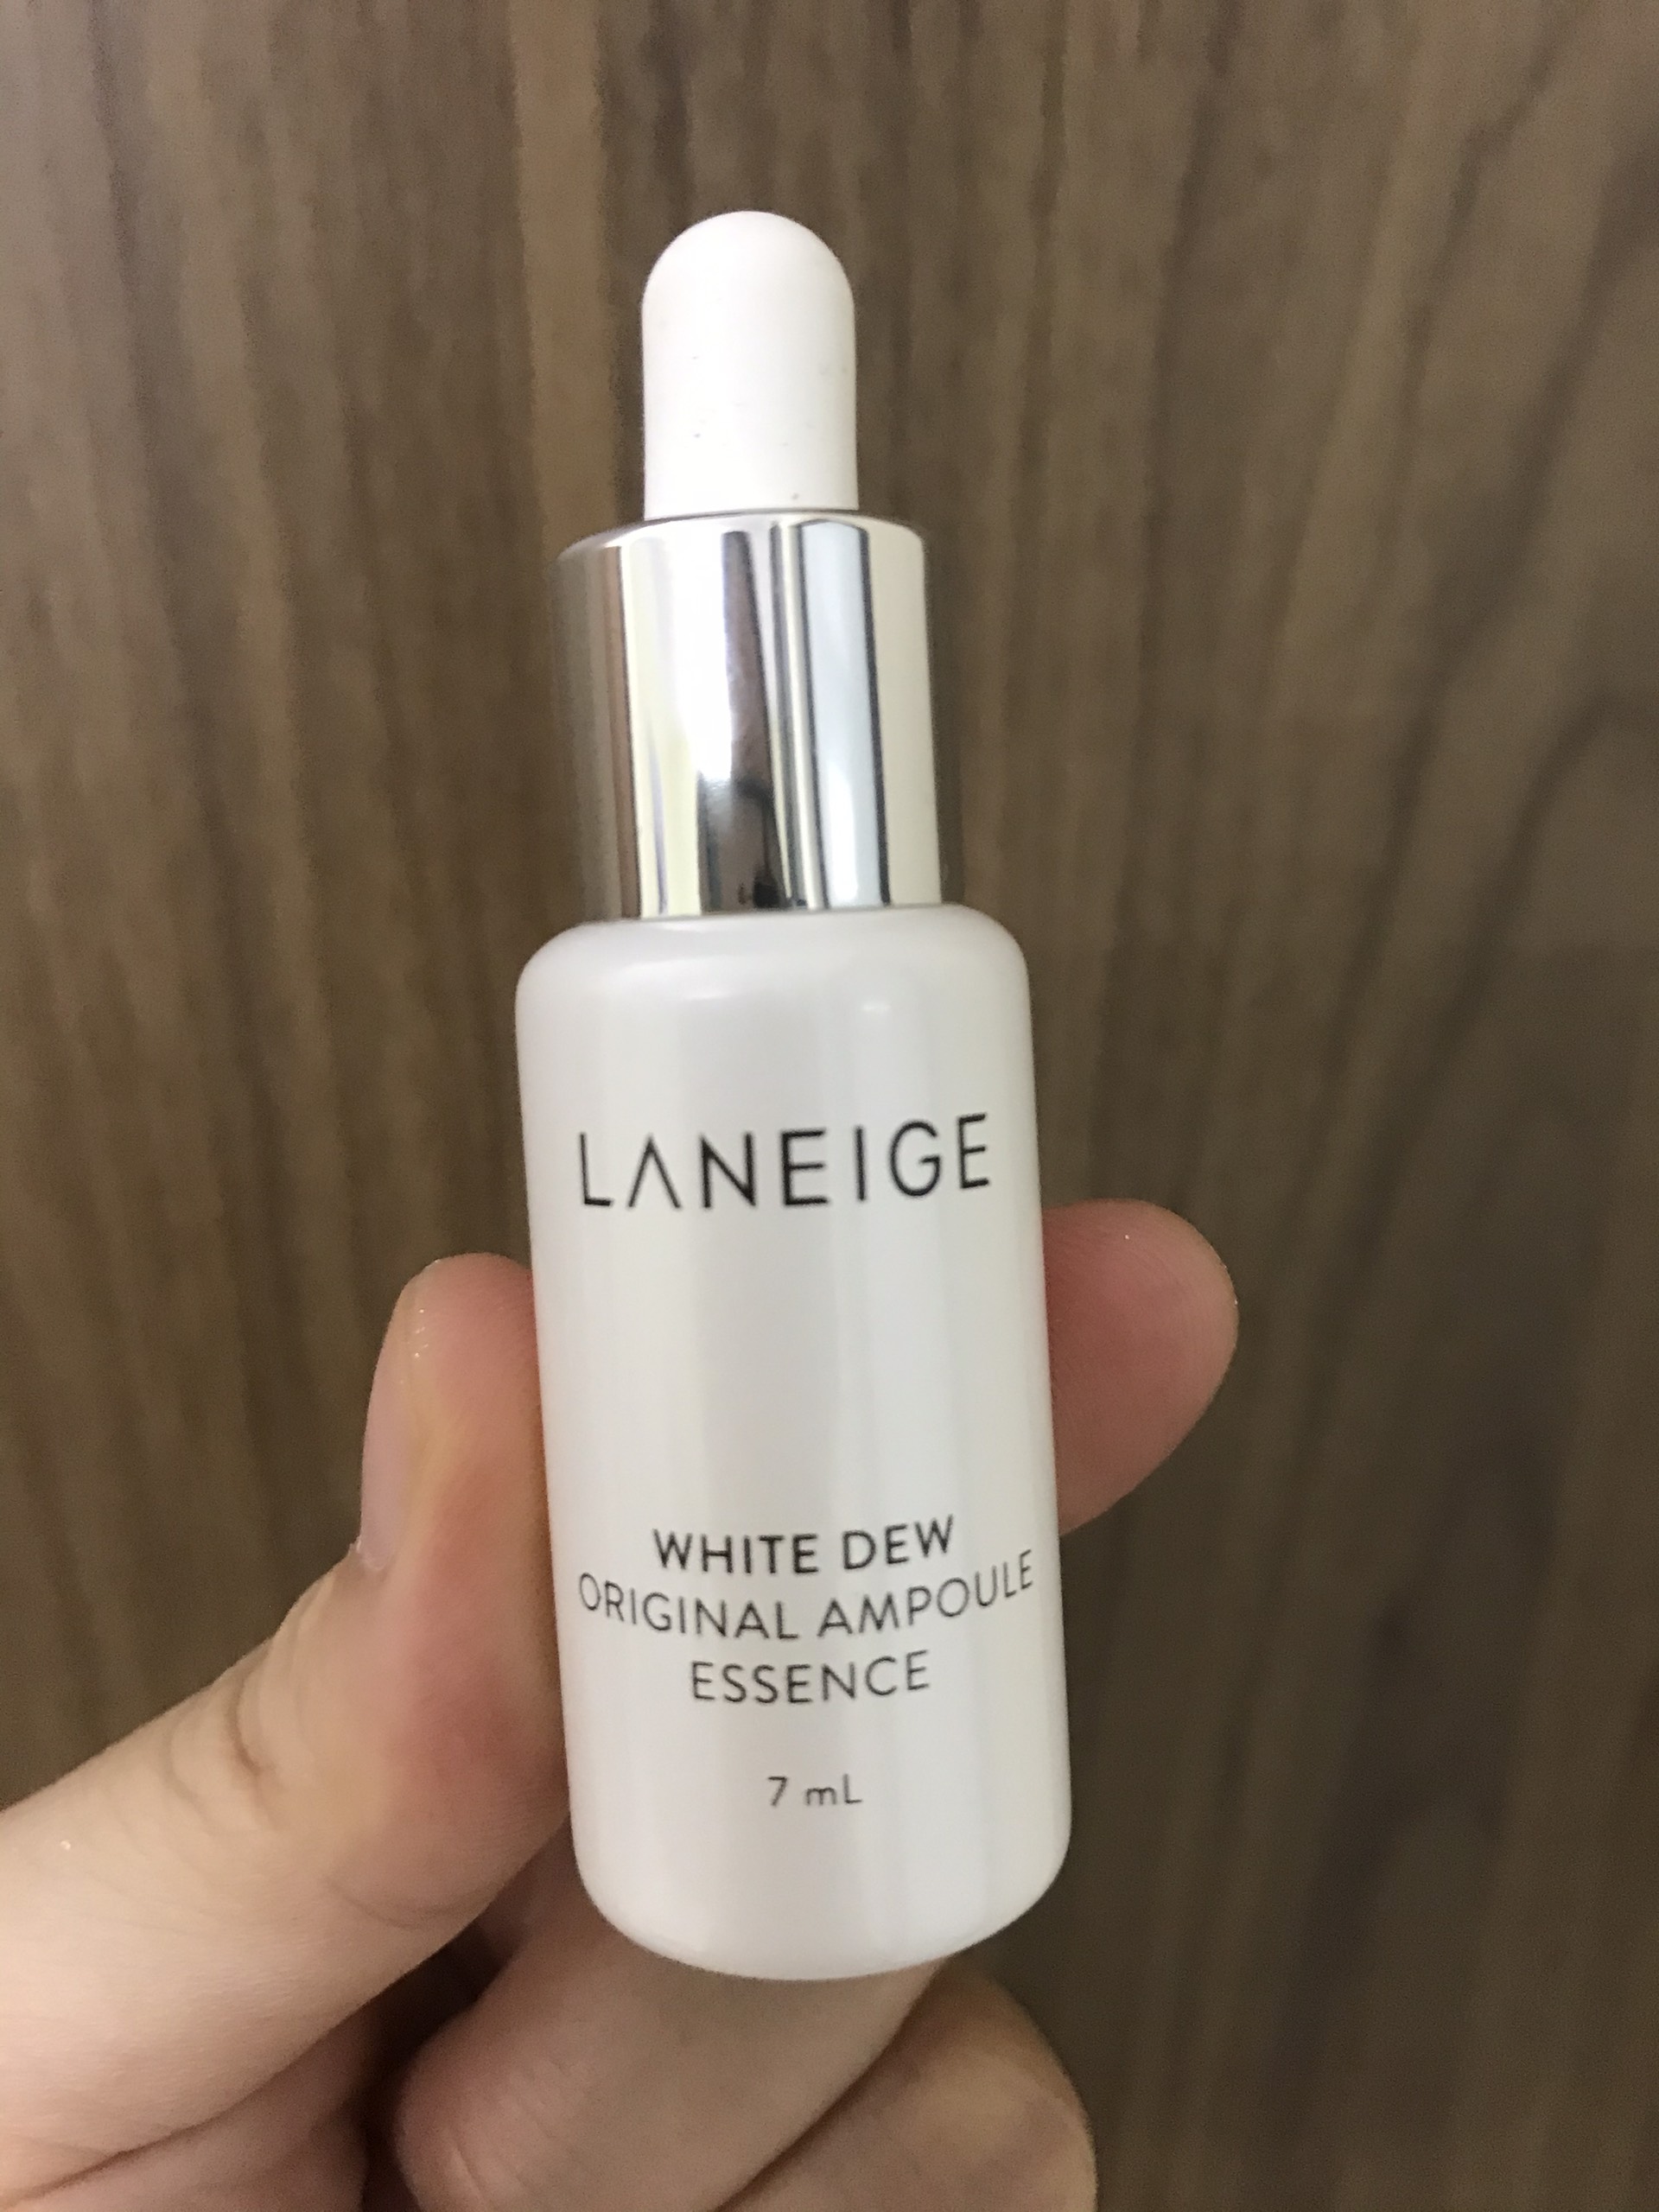 LANEIGE
WHITE DEW
ORIGINAL AMPOULE
ESSENCE
7 mL